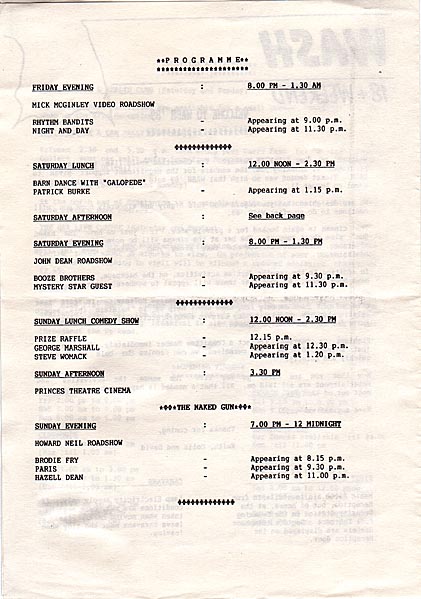 **PROGRAMME**
*********************
FRIDAY EVENING : 8.00 PM - 1.30 AM
MICK MCGINLEY VIDEO ROADSHOW
RHYTHM BANDITS - Appearing at 9.00 p.m.
NIGHT AND DAY - Appearing at 11.30 p.m.
************
SATURDAY LUNCH : 12.00 NOON - 2.30 PM
BARN DANCE WITH "GALOPEDE"
PATRICK BURKE - Appearing at 1.15 p.m.
SATURDAY AFTERNOON : See back page
SATURDAY EVENING : 8.00 PM - 1.30 PM
JOHN DEAN ROADSHOW
BOOZE BROTHERS - Appearing at 9.30 p.m.
MYSTERY STAR GUEST - Appearing at 11.30 p.m.
************
SUNDAY LUNCH COMEDY SHOW : 12.00 NOON - 2.30 PM
PRIZE RAFFLE - 12.15 p.m.
GEORGE MARSHALL - Appearing at 12.30 p.m.
STEVE WOMACK - Appearing at 1.20 p.m.
SUNDAY AFTERNOON : 3.30 PM
PRINCES THEATRE CINEMA
***THE NAKED GUN***
SUNDAY EVENING : 7.00 PM - 12 MIDNIGHT
HOWARD NEIL ROADSHOW
BRODIE FRY - Appearing at 8.15 p.m.
PARIS - Appearing at 9.30 p.m.
HAZELL DEAN - Appearing at 11.00 p.m.
************